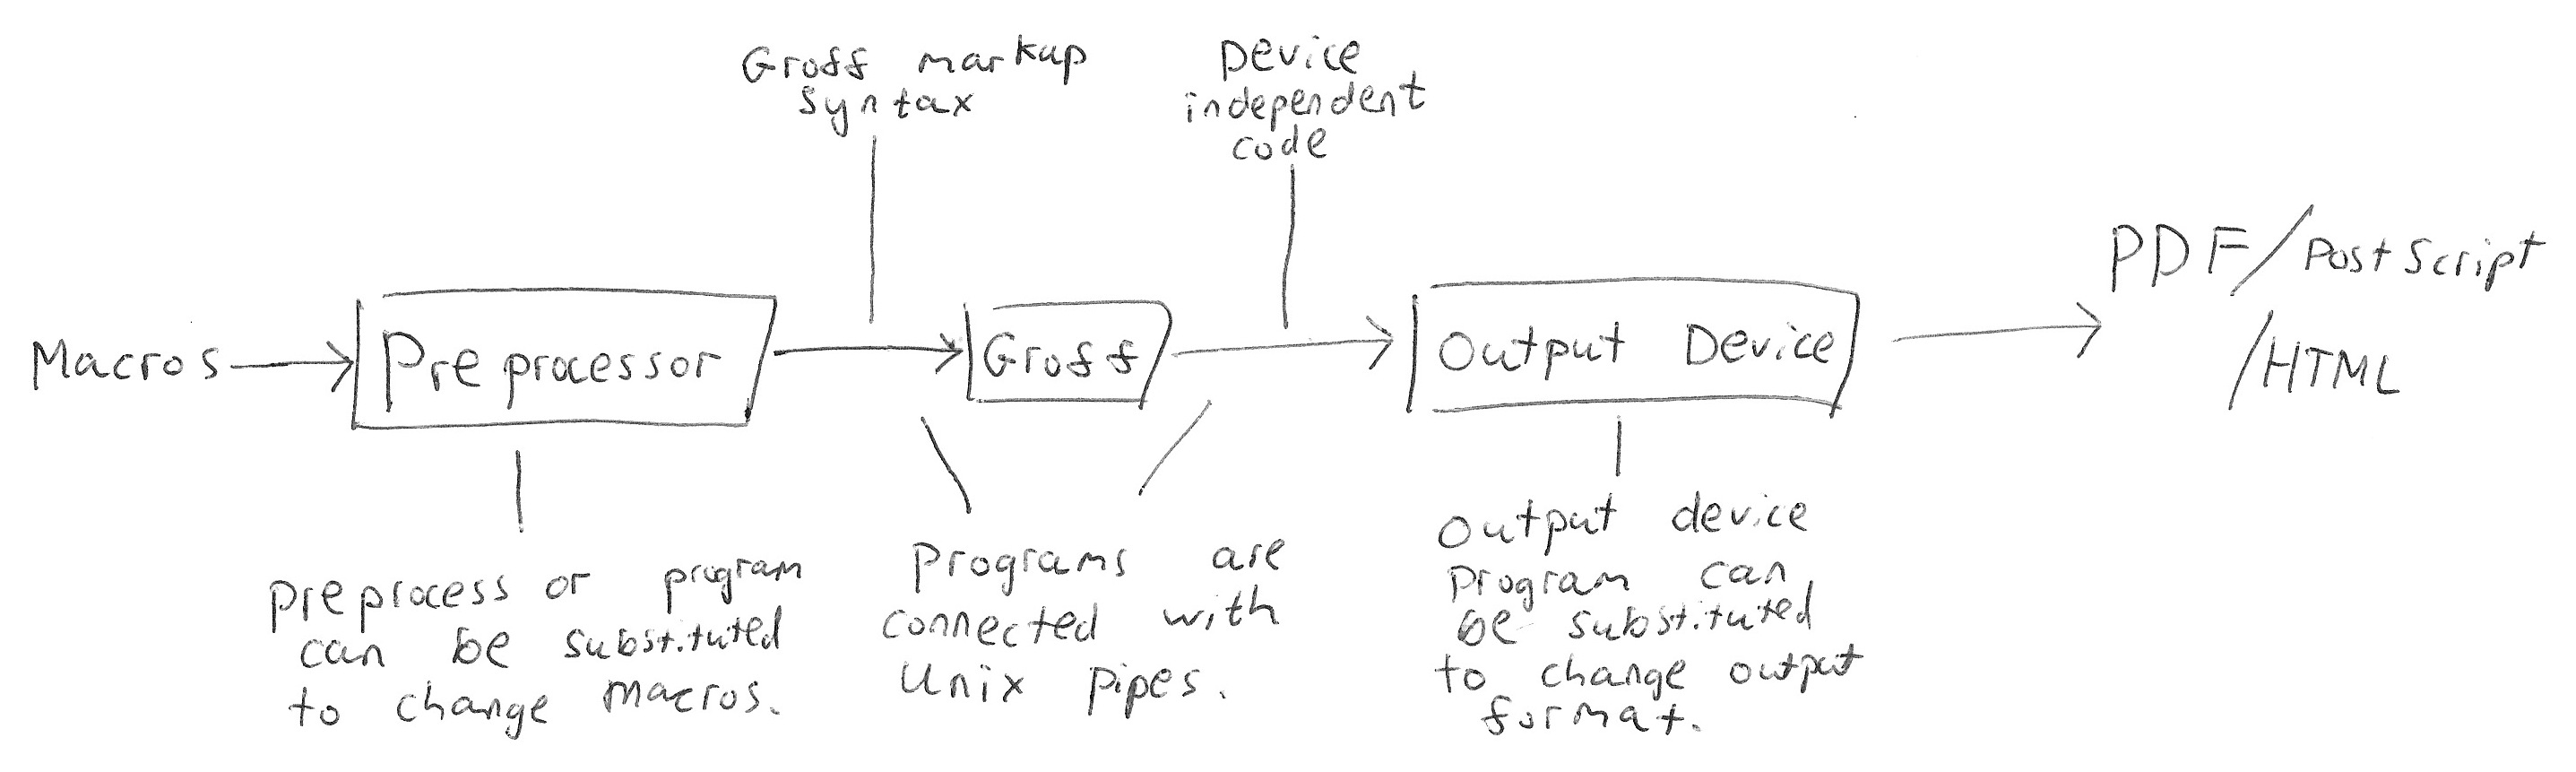 Groff markup
syntax
Device
independent
code
Macros
Preprocessor
Groff
Output Device
PDF/PostScript
/HTML
Preprocessor program
can be substituted
to change macros.
Programs are
connected with
Unix pipes.
Output device
program can
be substituted
to change output
format.